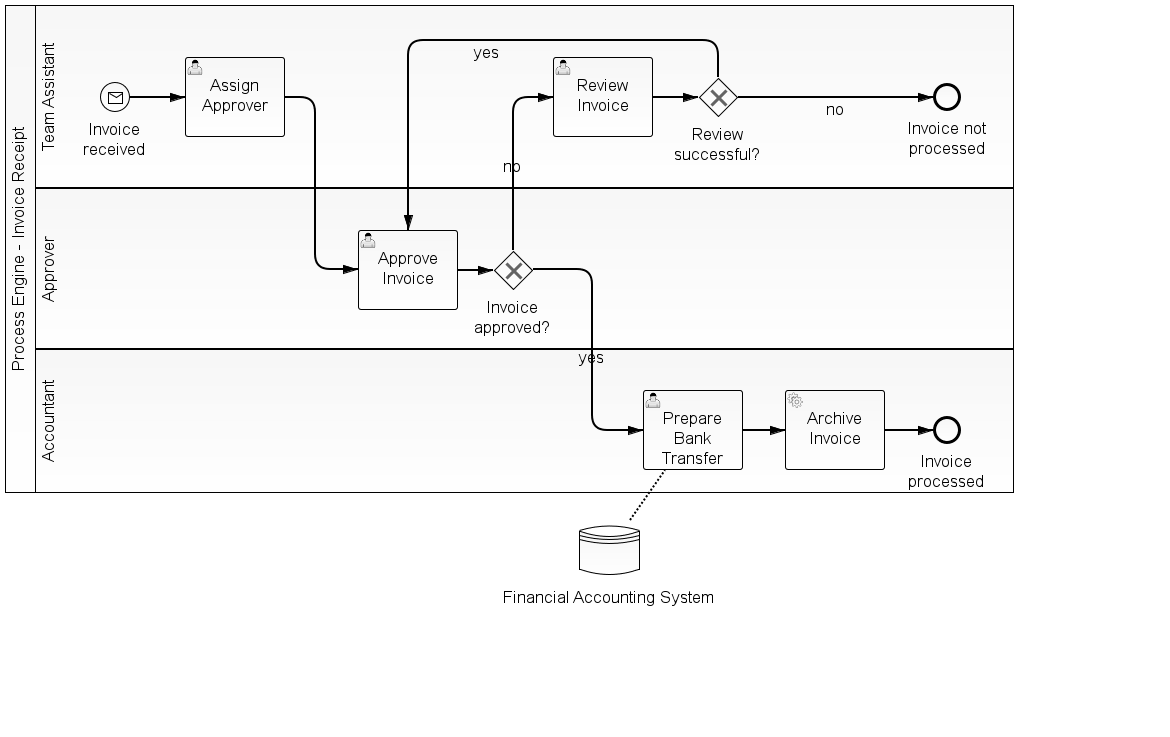 Process Engine - Invoice Receipt
Team Assistant
Invoice
received
Assign
Approver
yes
Review
Invoice
Review
successful?
no
Invoice not
processed
no
Approver
Approve
Invoice
Invoice
approved?
yes
Accountant
Prepare
Bank
Transfer
Archive
Invoice
Invoice
processed
Financial Accounting System